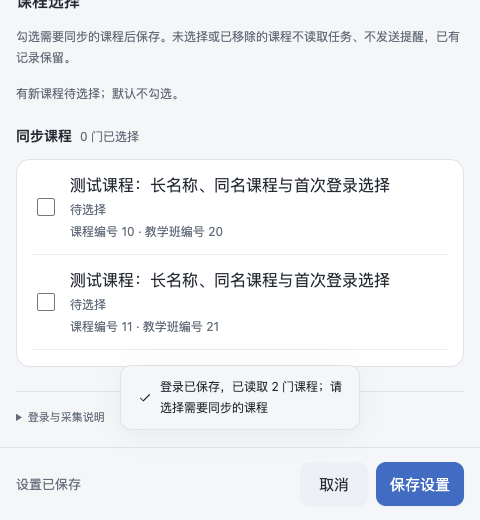 课程选择
勾选需要同步的课程后保存。未选择或已移除的课程不读取任务、不发送提醒，已有
记录保留。
有新课程待选择；默认不勾选。
同步课程 0 门已选择
测试课程：长名称、同名课程与首次登录选择
待选择
课程编号 10 · 教学班编号 20
测试课程：长名称、同名课程与首次登录选择
待选择
课程编号 11 · 教学班编号 21
登录已保存，已读取 2 门课程；请
选择需要同步的课程
登录与采集说明
设置已保存
取消
保存设置